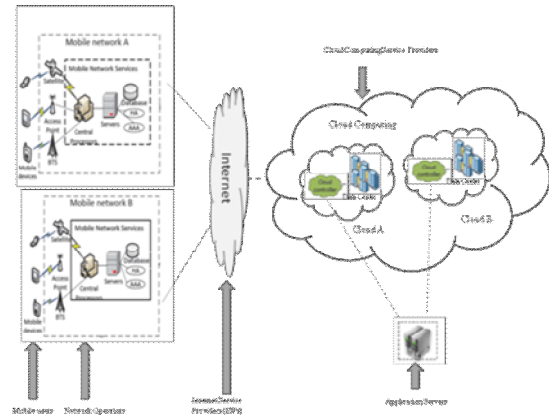 Mobile network A
Mobile Network Services
Satellite
Database
HA
AAA
Servers
Access
Point
Central
Processors
Mobile
devices
BTS
Mobile network B
Mobile Network Services
Satellite
Database
HA
AAA
Servers
Access
Point
Central
Processors
Mobile
devices
BTS
Internet
Cloud Computing Service Providers
Cloud Computing
Cloud
controller
Data Center
Cloud A
Cloud
controller
Data Center
Cloud B
Mobile users
Network Operators
Internet Service
Providers (ISPs)
Application Servers